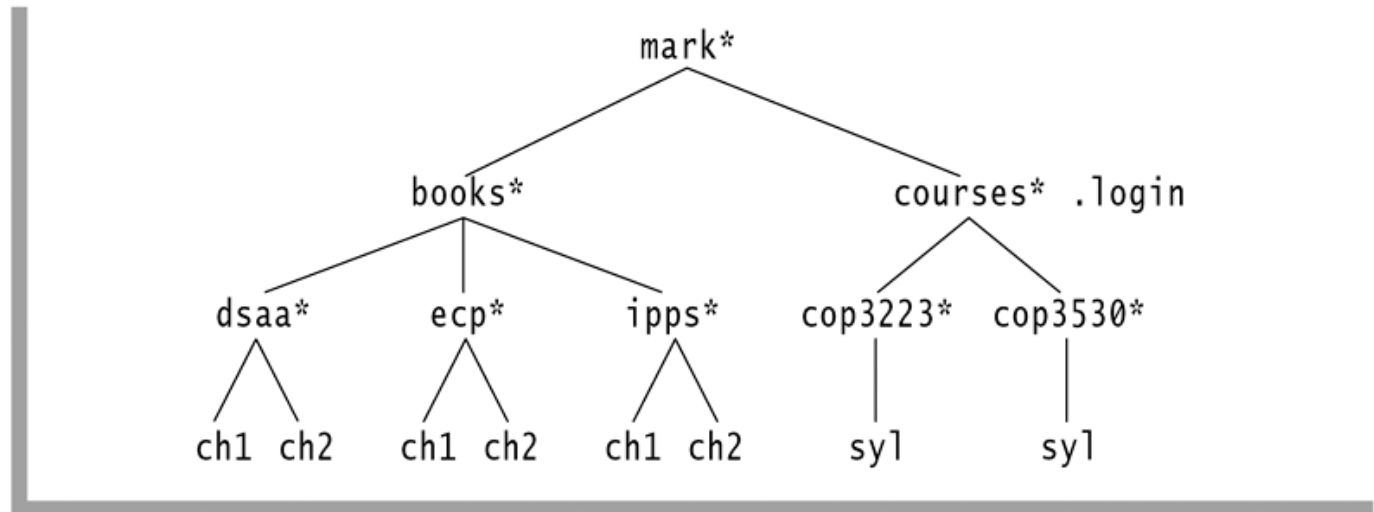 mark*
books* courses* .login
dsaa* ecp* ipps* cop3223* cop3530*
ch1 ch2 ch1 ch2 ch1 ch2 syl syl